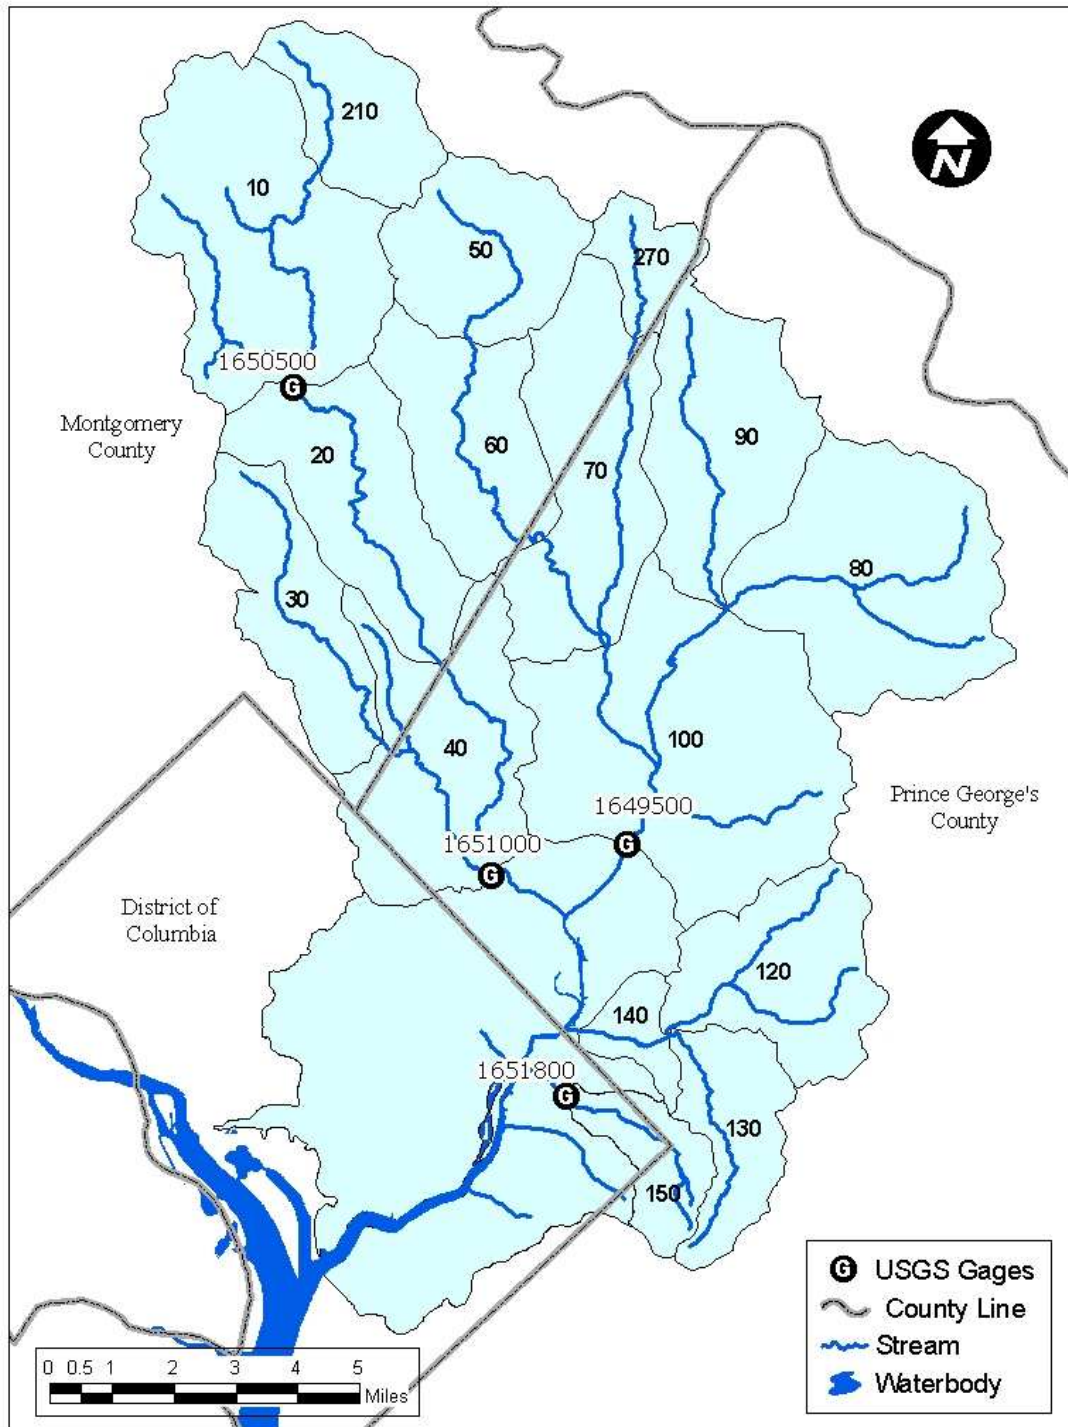 210
10
N
50
270
1650500
Montgomery
County
20
60
70
90
30
80
40
100
1649500
Prince George's
County
1651000
District of
Columbia
120
140
1651800
130
150
G USGS Gages
County Line
Stream
Waterbody
0 0.5 1 2 3 4 5
Miles
G
G
G
G